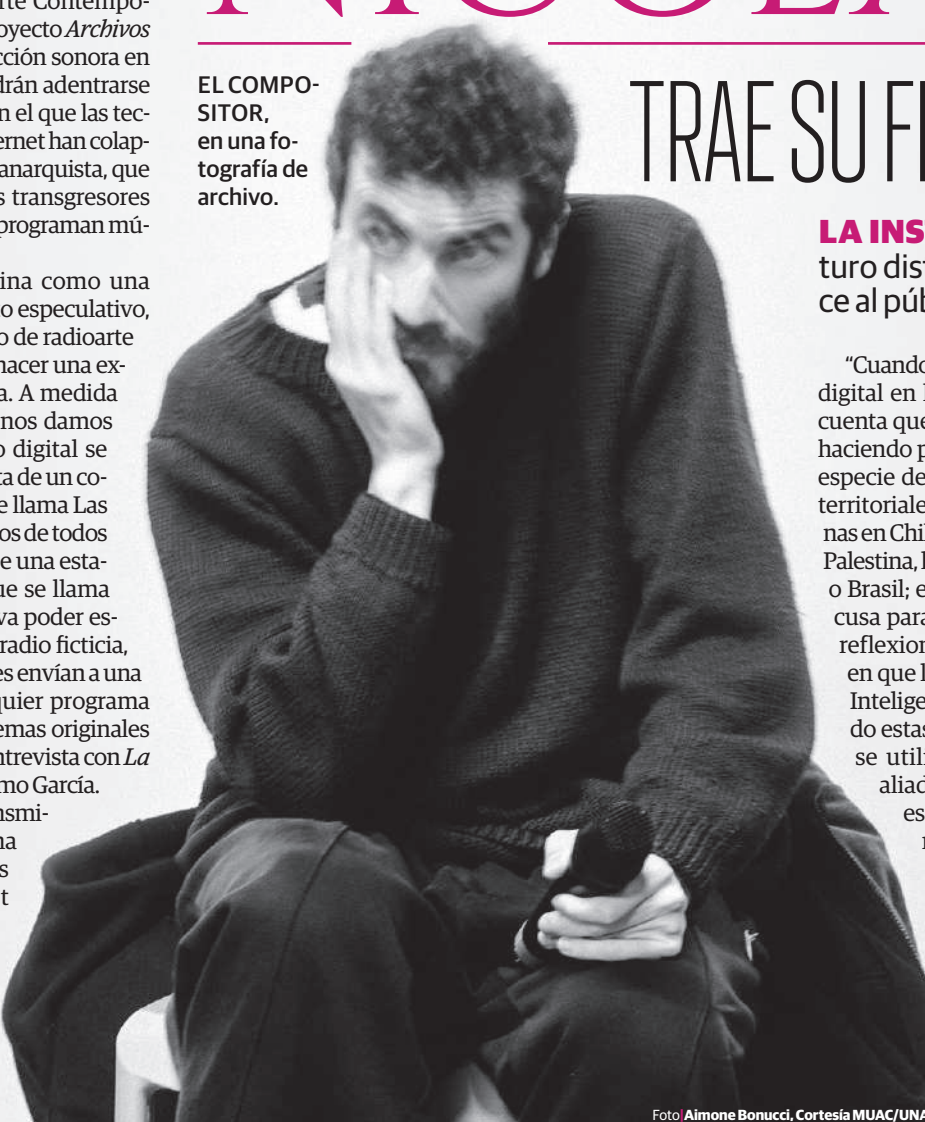 EL COMPO-
SITOR,
en una fo-
tografía de
archivo.
TRAE SU
LA INS
turo dis
ce al púb
arte Contempo-
oyecto Archivos
cción sonora en
drán adentrarse
n el que las tec-
ernet han colap-
anarquista, que
s transgresores
programan mú-
ina como una
o especulativo,
o de radioarte
hacer una ex-
a. A medida
nos damos
o digital se
ta de un co-
e llama Las
os de todos
e una esta-
ue se llama
va poder es-
radio ficticia,
es envían a una
quier programa
emas originales
ntrevista con La
mo García.
nsmi-
na
s
t
“Cuando
digital en l
cuenta que
haciendo p
especie de
territoriale
nas en Chil
Palestina, l
o Brasil; e
cusa para
reflexion
en que l
Intelige
do estas
se utili
aliad
es
Foto|Aimone Bonucci, Cortesía MUAC/UNA